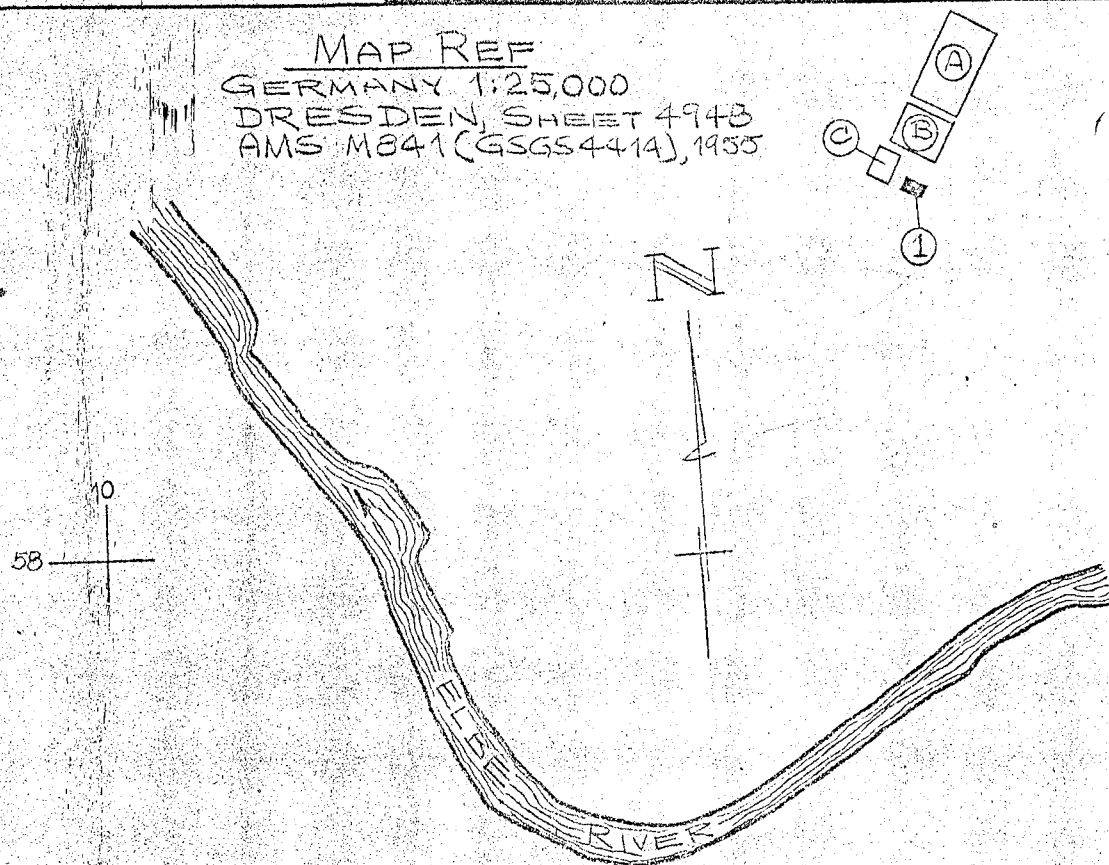 MAP REF
GERMANY 1:25,000
DRESDEN, SHEET 4948
AMS M841 (GSGS4414), 1955
A
B
C
1
N
10
58
ELBE
RIVER